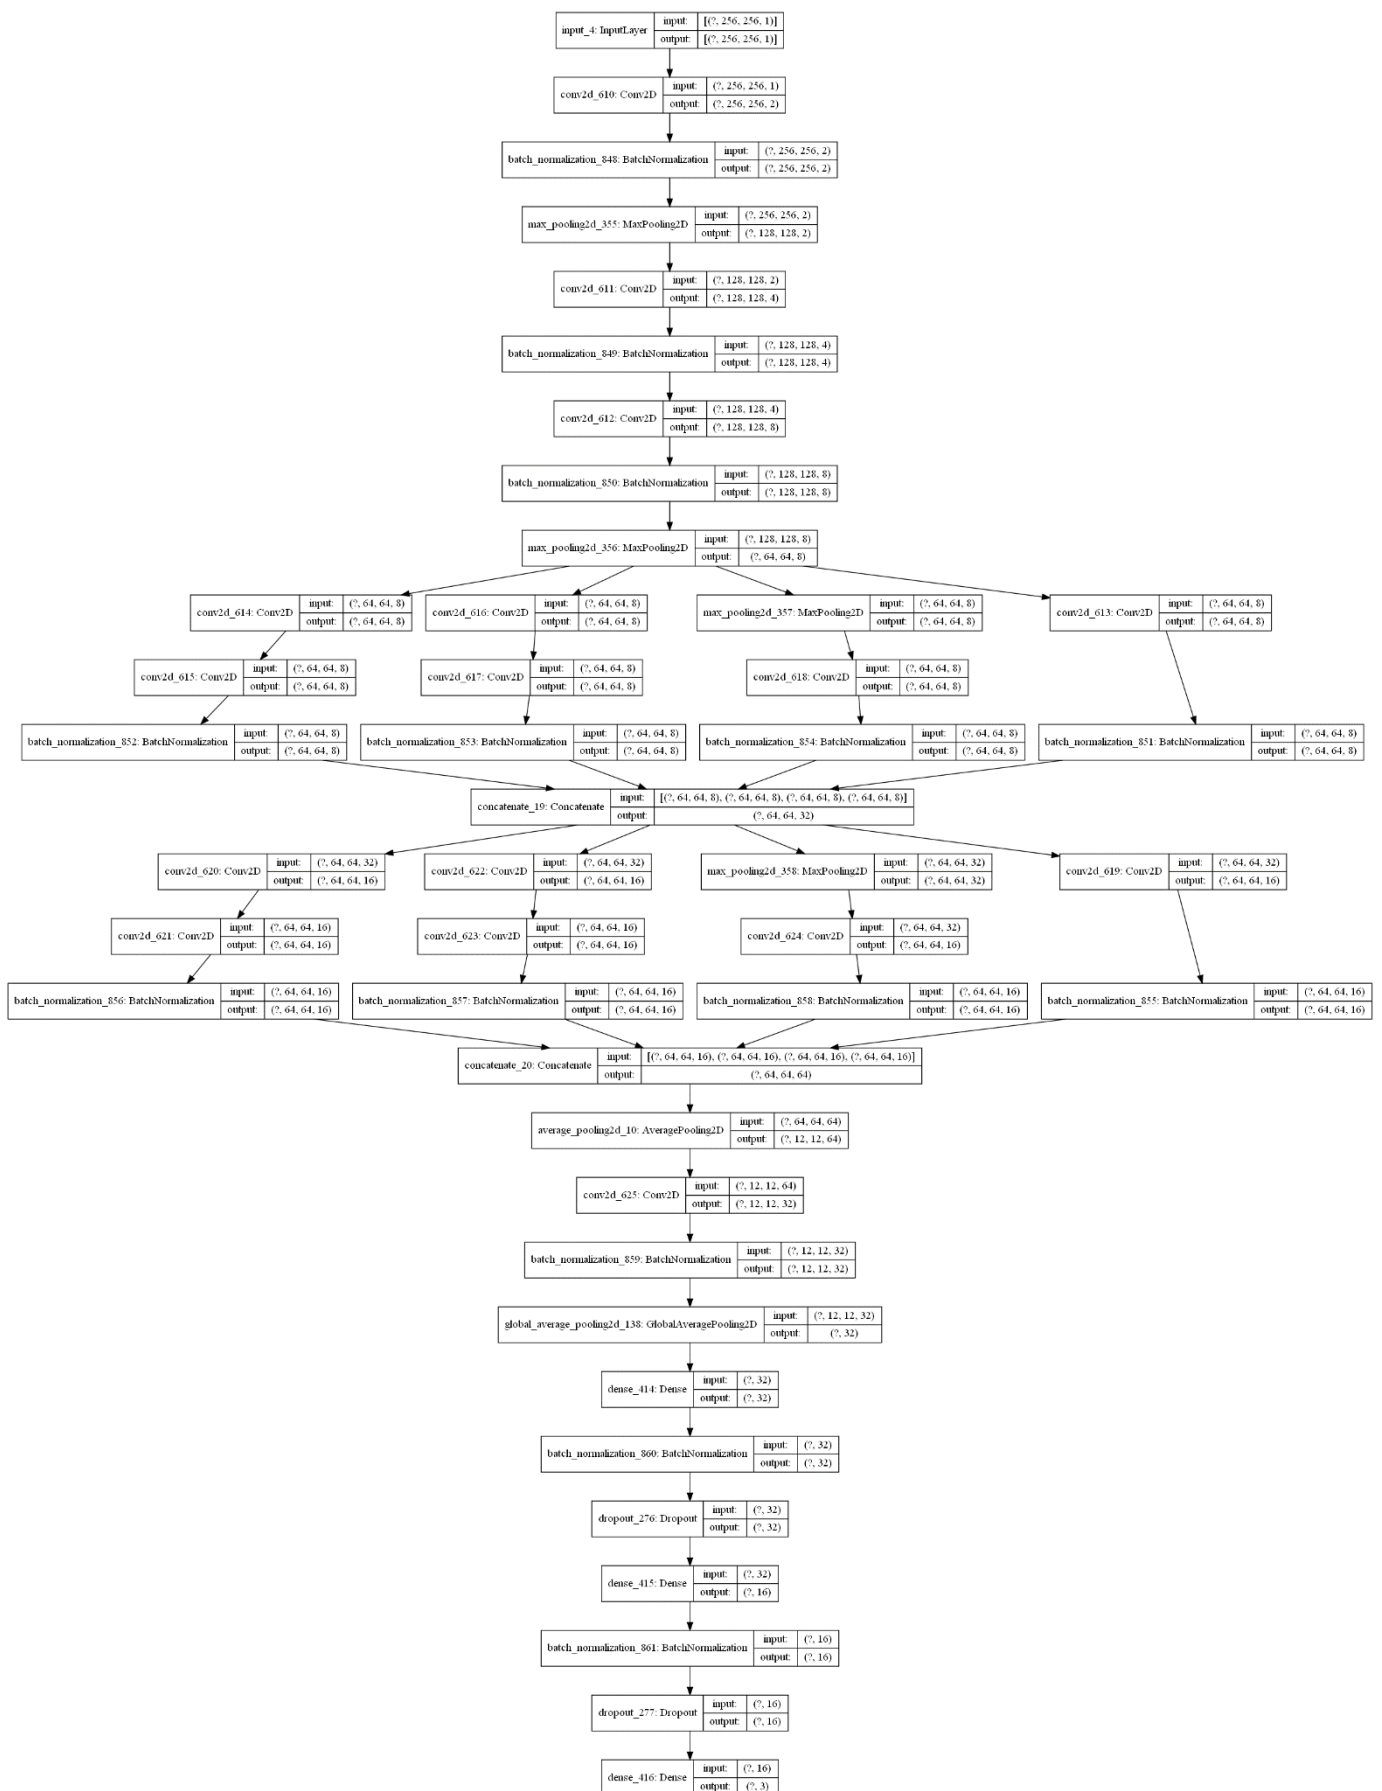 input_4: InputLayer input: [(?, 256, 256, 1)]
output: [(?, 256, 256, 1)]
conv2d_610: Conv2D input: (?, 256, 256, 1)
output: (?, 256, 256, 2)
batch_normalization_848: BatchNormalization input: (?, 256, 256, 2)
output: (?, 256, 256, 2)
max_pooling2d_355: MaxPooling2D input: (?, 256, 256, 2)
output: (?, 128, 128, 2)
conv2d_611: Conv2D input: (?, 128, 128, 2)
output: (?, 128, 128, 4)
batch_normalization_849: BatchNormalization input: (?, 128, 128, 4)
output: (?, 128, 128, 4)
conv2d_612: Conv2D input: (?, 128, 128, 4)
output: (?, 128, 128, 8)
batch_normalization_850: BatchNormalization input: (?, 128, 128, 8)
output: (?, 128, 128, 8)
max_pooling2d_356: MaxPooling2D input: (?, 128, 128, 8)
output: (?, 64, 64, 8)
conv2d_614: Conv2D input: (?, 64, 64, 8)
output: (?, 64, 64, 8)
conv2d_616: Conv2D input: (?, 64, 64, 8)
output: (?, 64, 64, 8)
max_pooling2d_357: MaxPooling2D input: (?, 64, 64, 8)
output: (?, 64, 64, 8)
conv2d_613: Conv2D input: (?, 64, 64, 8)
output: (?, 64, 64, 8)
conv2d_615: Conv2D input: (?, 64, 64, 8)
output: (?, 64, 64, 8)
conv2d_617: Conv2D input: (?, 64, 64, 8)
output: (?, 64, 64, 8)
conv2d_618: Conv2D input: (?, 64, 64, 8)
output: (?, 64, 64, 8)
batch_normalization_852: BatchNormalization input: (?, 64, 64, 8)
output: (?, 64, 64, 8)
batch_normalization_853: BatchNormalization input: (?, 64, 64, 8)
output: (?, 64, 64, 8)
batch_normalization_854: BatchNormalization input: (?, 64, 64, 8)
output: (?, 64, 64, 8)
batch_normalization_851: BatchNormalization input: (?, 64, 64, 8)
output: (?, 64, 64, 8)
concatenate_19: Concatenate input: [(?, 64, 64, 8), (?, 64, 64, 8), (?, 64, 64, 8), (?, 64, 64, 8)]
output: (?, 64, 64, 32)
conv2d_620: Conv2D input: (?, 64, 64, 32)
output: (?, 64, 64, 16)
conv2d_622: Conv2D input: (?, 64, 64, 32)
output: (?, 64, 64, 16)
max_pooling2d_358: MaxPooling2D input: (?, 64, 64, 32)
output: (?, 64, 64, 32)
conv2d_619: Conv2D input: (?, 64, 64, 32)
output: (?, 64, 64, 16)
conv2d_621: Conv2D input: (?, 64, 64, 16)
output: (?, 64, 64, 16)
conv2d_623: Conv2D input: (?, 64, 64, 16)
output: (?, 64, 64, 16)
conv2d_624: Conv2D input: (?, 64, 64, 32)
output: (?, 64, 64, 16)
batch_normalization_856: BatchNormalization input: (?, 64, 64, 16)
output: (?, 64, 64, 16)
batch_normalization_857: BatchNormalization input: (?, 64, 64, 16)
output: (?, 64, 64, 16)
batch_normalization_858: BatchNormalization input: (?, 64, 64, 16)
output: (?, 64, 64, 16)
batch_normalization_855: BatchNormalization input: (?, 64, 64, 16)
output: (?, 64, 64, 16)
concatenate_20: Concatenate input: [(?, 64, 64, 16), (?, 64, 64, 16), (?, 64, 64, 16), (?, 64, 64, 16)]
output: (?, 64, 64, 64)
average_pooling2d_10: AveragePooling2D input: (?, 64, 64, 64)
output: (?, 12, 12, 64)
conv2d_625: Conv2D input: (?, 12, 12, 64)
output: (?, 12, 12, 32)
batch_normalization_859: BatchNormalization input: (?, 12, 12, 32)
output: (?, 12, 12, 32)
global_average_pooling2d_138: GlobalAveragePooling2D input: (?, 12, 12, 32)
output: (?, 32)
dense_414: Dense input: (?, 32)
output: (?, 32)
batch_normalization_860: BatchNormalization input: (?, 32)
output: (?, 32)
dropout_276: Dropout input: (?, 32)
output: (?, 32)
dense_415: Dense input: (?, 32)
output: (?, 16)
batch_normalization_861: BatchNormalization input: (?, 16)
output: (?, 16)
dropout_277: Dropout input: (?, 16)
output: (?, 16)
dense_416: Dense input: (?, 16)
output: (?, 3)